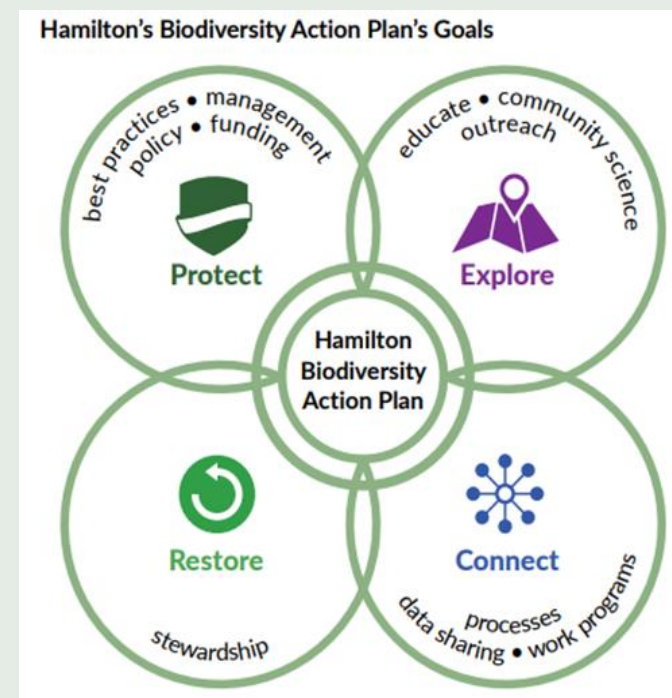 Hamilton's Biodiversity Action Plan's Goals
best practices • management
policy • funding
Protect
educate • community science
outreach
Explore
Hamilton
Biodiversity
Action Plan
Restore
stewardship
Connect
processes
data sharing • work programs